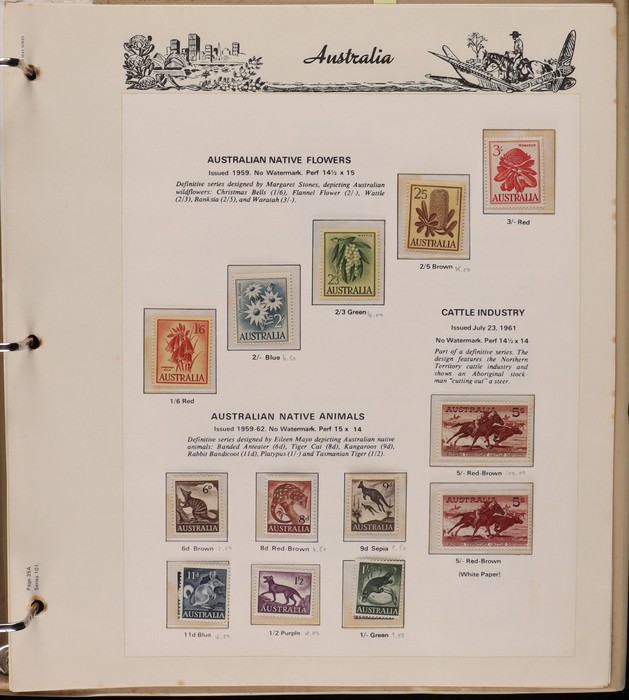 Australia
AUSTRALIAN NATIVE FLOWERS
Issued 1959. No Watermark. Perf 14½ x 15
Definitive series designed by Margaret Stones, depicting Australian
wildflowers: Christmas Bells (1/6), Flannel Flower (2/-), Wattle
(2/3), Banksia (2/5), and Waratah (3/-).
3/-
AUSTRALIA
3/- Red
2/5
AUSTRALIA
2/5 Brown
2/3
AUSTRALIA
2/3 Green
2/-
AUSTRALIA
2/- Blue
1/6
AUSTRALIA
1/6 Red
CATTLE INDUSTRY
Issued July 23, 1961
No Watermark. Perf 14½ x 14
Part of a definitive series. The
design features the Northern
Territory cattle industry and
shows an Aboriginal stock-
man "cutting out" a steer.
5/- Red-Brown
5/- Red-Brown
(White Paper)
AUSTRALIAN NATIVE ANIMALS
Issued 1959-62. No Watermark. Perf 15 x 14
Definitive series designed by Eileen Mayo depicting Australian native
animals: Banded Anteater (6d), Tiger Cat (8d), Kangaroos (9d),
Rabbit Bandicoot (11d), Platypus (1/-) and Tasmanian Tiger (1/2).
6d
AUSTRALIA
6d Brown
8d
AUSTRALIA
8d Red-Brown
9d
AUSTRALIA
9d Sepia
11d
AUSTRALIA
11d Blue
1/2
AUSTRALIA
1/2 Purple
AUSTRALIA
1/- Green
Page 25A
Series 101